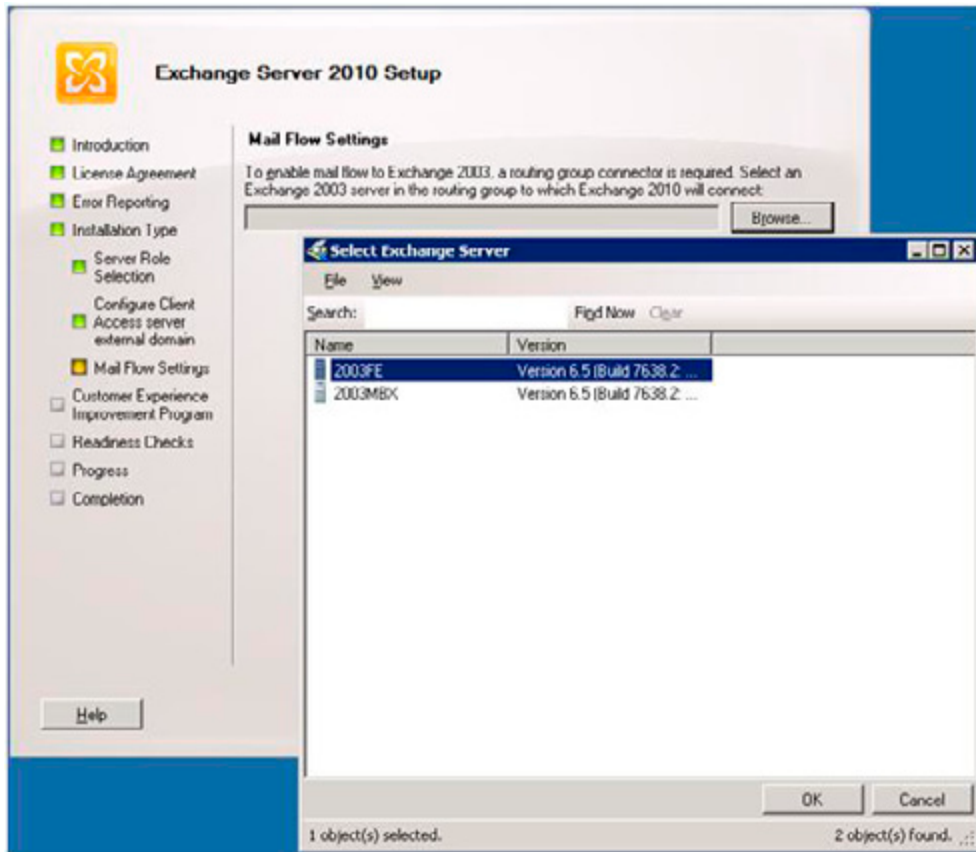 Exchange Server 2010 Setup
Introduction
License Agreement
Error Reporting
Installation Type
Server Role
Selection
Configure Client
Access server
external domain
Mail Flow Settings
Customer Experience
Improvement Program
Readiness Checks
Progress
Completion
Help
Mail Flow Settings
To enable mail flow to Exchange 2003, a routing group connector is required. Select an
Exchange 2003 server in the routing group to which Exchange 2010 will connect:
Browse...
Select Exchange Server
File View
Search: Find Now Clear
Name Version
2003FE Version 6.5 (Build 7638.2: ...
2003MBX Version 6.5 (Build 7638.2: ...
OK Cancel
1 object(s) selected. 2 object(s) found.